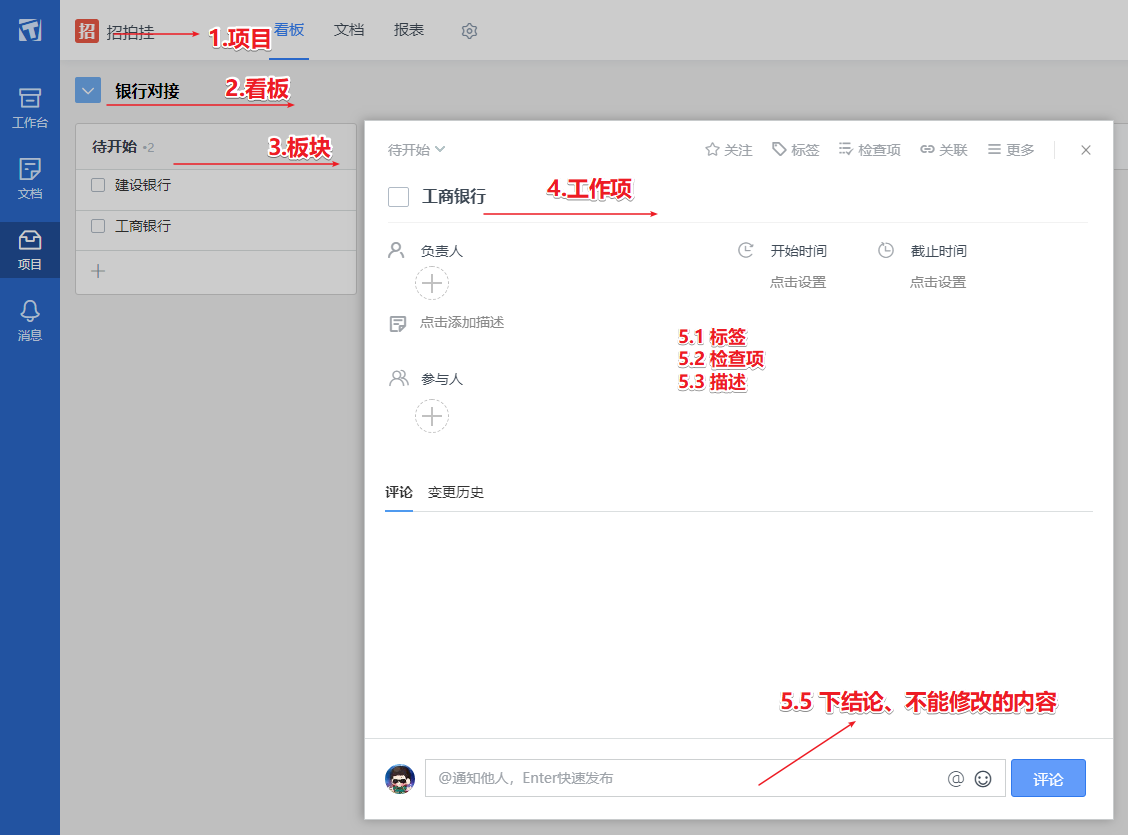 招 招拍挂 1.项目 看板 文档 报表
银行对接 2.看板
工作台
文档
项目
消息
待开始 •2 3.板块
建设银行
工商银行
待开始 关注 标签 检查项 关联 更多
工商银行 4.工作项
负责人 开始时间 截止时间
点击设置 点击设置
点击添加描述
5.1 标签
5.2 检查项
5.3 描述
参与人
评论 变更历史
5.5 下结论、不能修改的内容
@通知他人，Enter快速发布 @ 评论